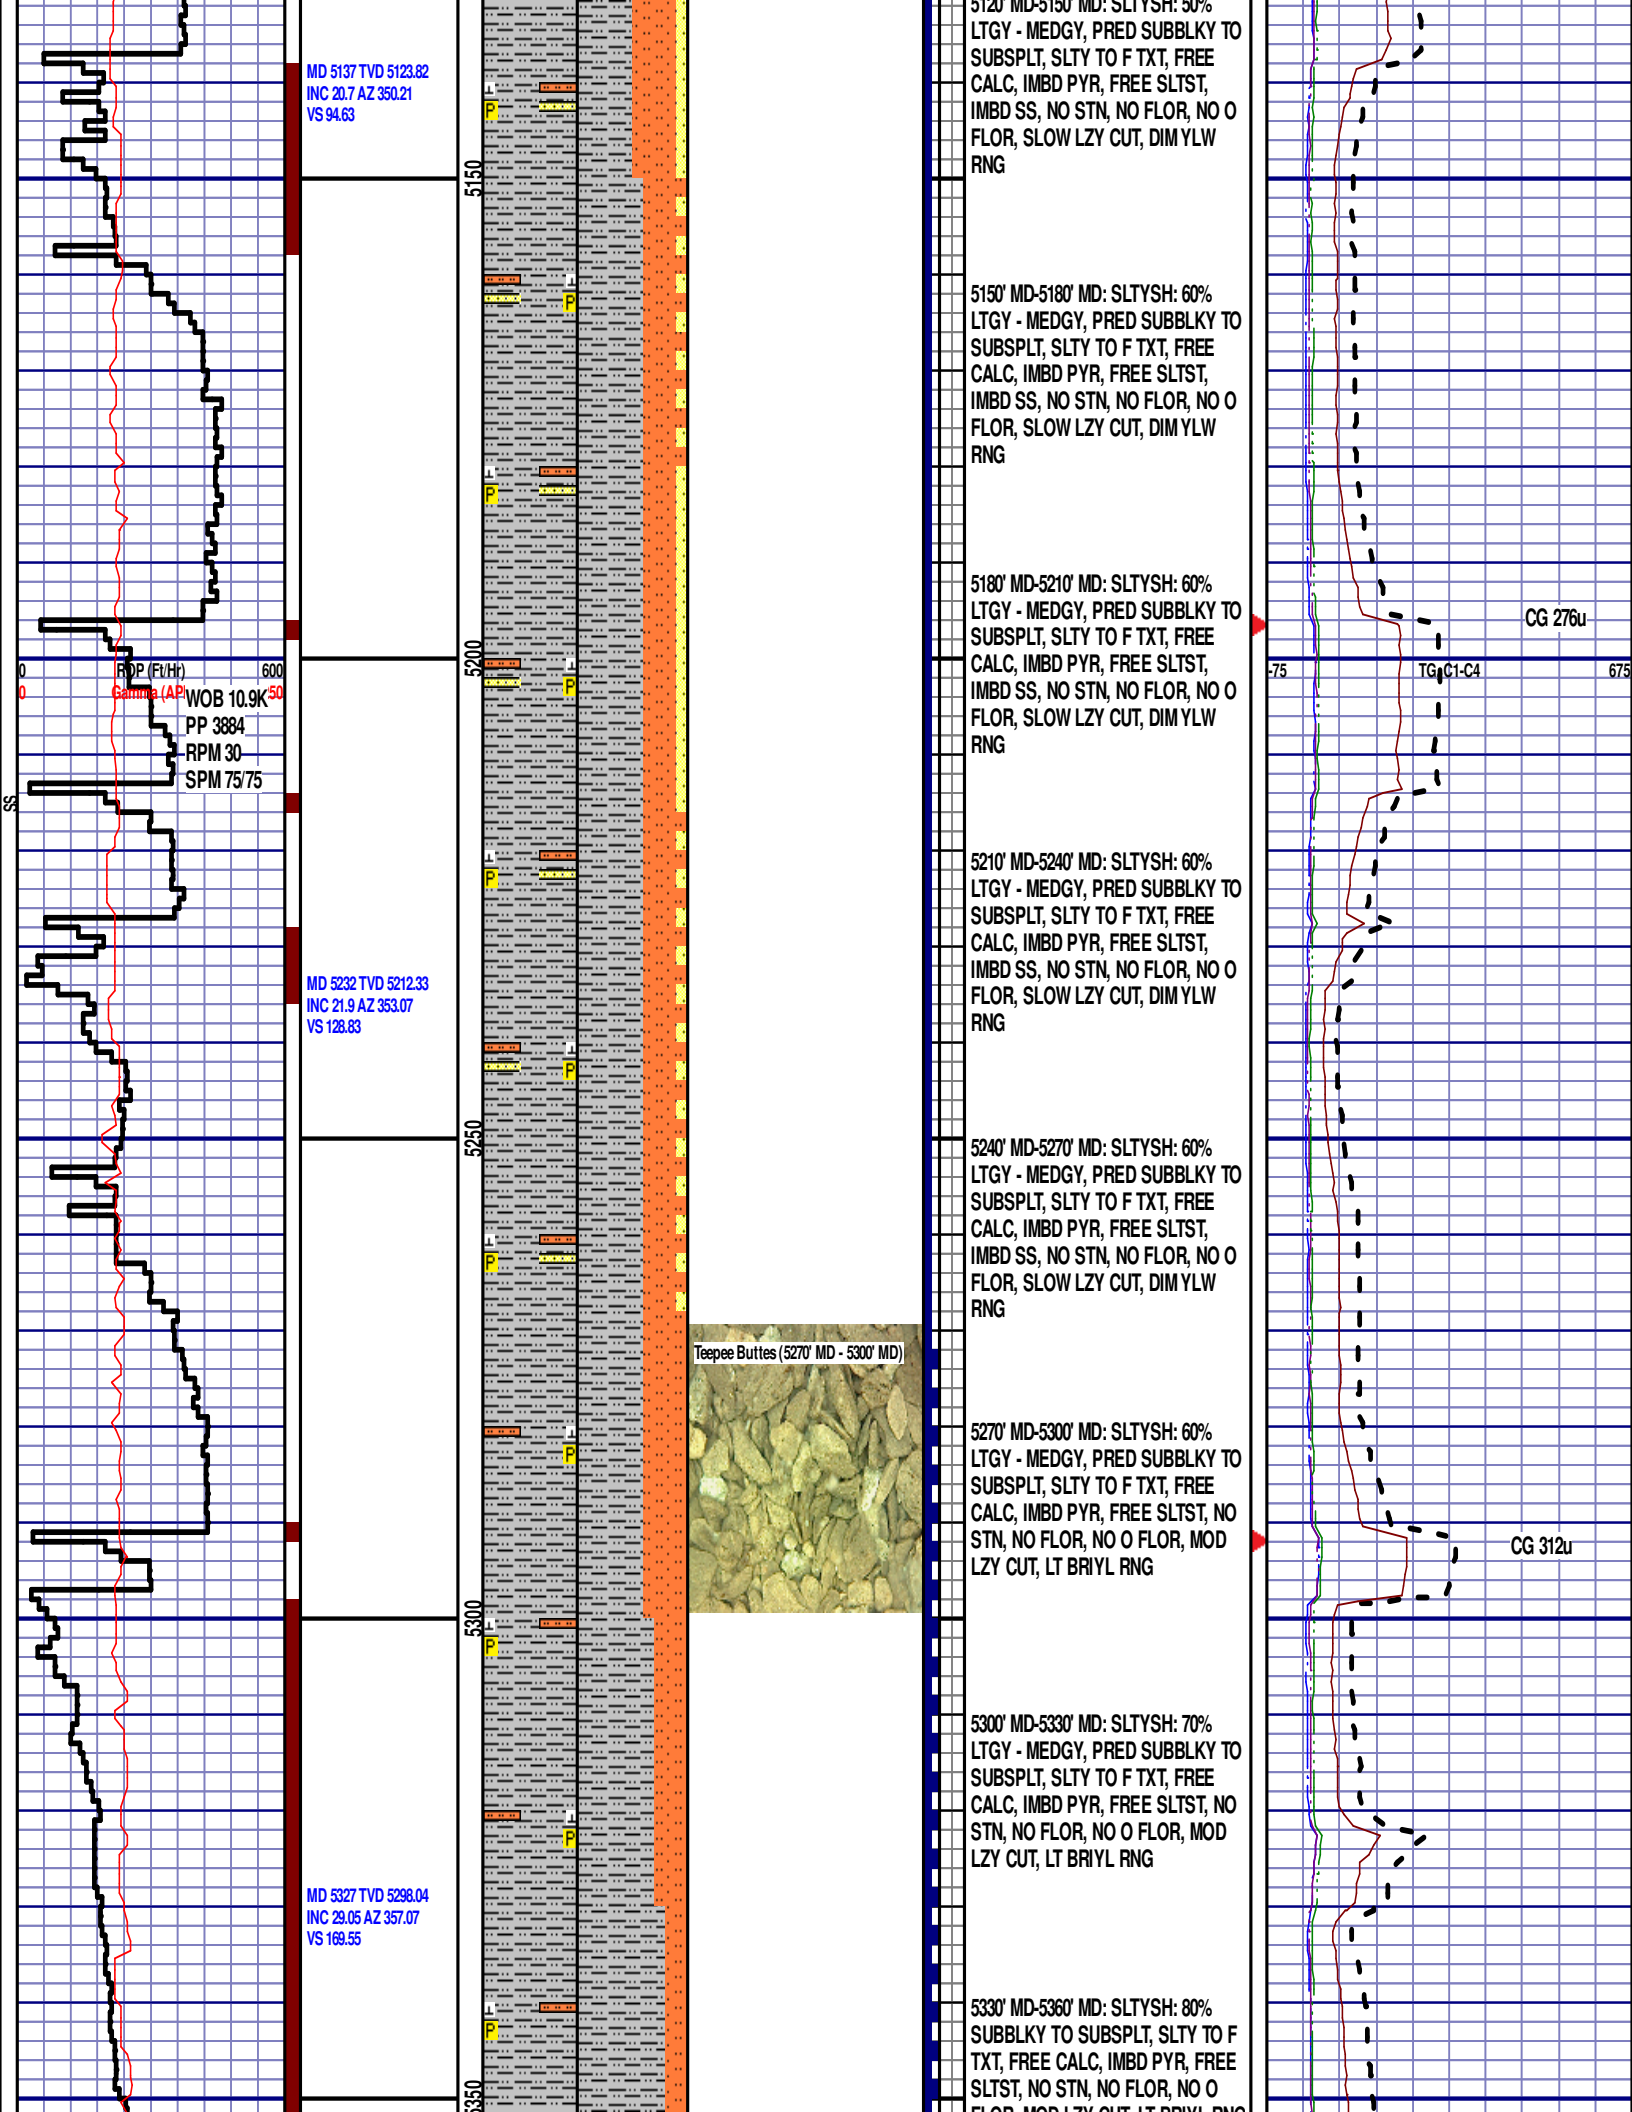 5120' MD-5150' MD: SLTYSH: 50%
LTGY - MEDGY, PRED SUBBLKY TO
SUBSPLT, SLTY TO F TXT, FREE
CALC, IMBD PYR, FREE SLTST,
IMBD SS, NO STN, NO FLOR, NO O
FLOR, SLOW LZY CUT, DIM YLW
RNG
MD 5137 TVD 5123.82
INC 20.7 AZ 350.21
VS 94.63
5150
5150' MD-5180' MD: SLTYSH: 60%
LTGY - MEDGY, PRED SUBBLKY TO
SUBSPLT, SLTY TO F TXT, FREE
CALC, IMBD PYR, FREE SLTST,
IMBD SS, NO STN, NO FLOR, NO O
FLOR, SLOW LZY CUT, DIM YLW
RNG
5180' MD-5210' MD: SLTYSH: 60%
LTGY - MEDGY, PRED SUBBLKY TO
SUBSPLT, SLTY TO F TXT, FREE
CALC, IMBD PYR, FREE SLTST,
IMBD SS, NO STN, NO FLOR, NO O
FLOR, SLOW LZY CUT, DIM YLW
RNG
CG 276u
5200
0 ROP (Ft/Hr) 600
0 Gamma (API 50
WOB 10.9K
PP 3884
RPM 30
SPM 75/75
SS
-75 TG, C1-C4 675
5210' MD-5240' MD: SLTYSH: 60%
LTGY - MEDGY, PRED SUBBLKY TO
SUBSPLT, SLTY TO F TXT, FREE
CALC, IMBD PYR, FREE SLTST,
IMBD SS, NO STN, NO FLOR, NO O
FLOR, SLOW LZY CUT, DIM YLW
RNG
MD 5232 TVD 5212.33
INC 21.9 AZ 353.07
VS 128.83
5250
5240' MD-5270' MD: SLTYSH: 60%
LTGY - MEDGY, PRED SUBBLKY TO
SUBSPLT, SLTY TO F TXT, FREE
CALC, IMBD PYR, FREE SLTST,
IMBD SS, NO STN, NO FLOR, NO O
FLOR, SLOW LZY CUT, DIM YLW
RNG
Teepee Buttes (5270' MD - 5300' MD)
5270' MD-5300' MD: SLTYSH: 60%
LTGY - MEDGY, PRED SUBBLKY TO
SUBSPLT, SLTY TO F TXT, FREE
CALC, IMBD PYR, FREE SLTST, NO
STN, NO FLOR, NO O FLOR, MOD
LZY CUT, LT BRIYL RNG
CG 312u
5300
5300' MD-5330' MD: SLTYSH: 70%
LTGY - MEDGY, PRED SUBBLKY TO
SUBSPLT, SLTY TO F TXT, FREE
CALC, IMBD PYR, FREE SLTST, NO
STN, NO FLOR, NO O FLOR, MOD
LZY CUT, LT BRIYL RNG
MD 5327 TVD 5298.04
INC 29.05 AZ 357.07
VS 169.55
5330' MD-5360' MD: SLTYSH: 80%
SUBBLKY TO SUBSPLT, SLTY TO F
TXT, FREE CALC, IMBD PYR, FREE
SLTST, NO STN, NO FLOR, NO O
FLOR, MOD LZY CUT, LT BRIYL RNG
5350
P
P
P
P
P
P
P
P
P
P
P